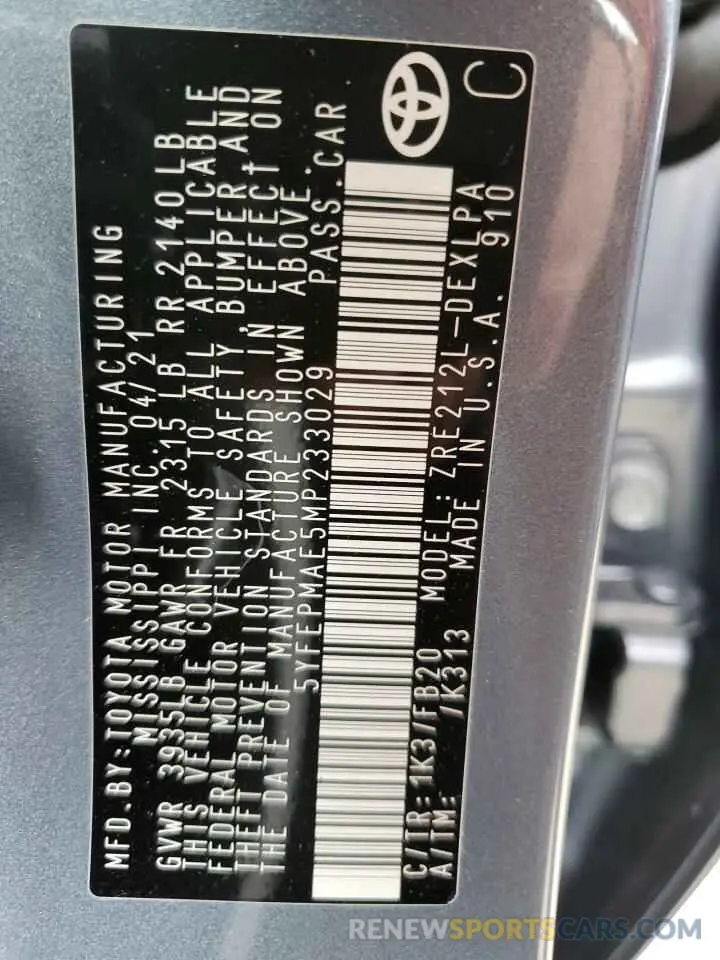 MFD.BY:TOYOTA MOTOR MANUFACTURING
MISSISSIPPI INC 04/21
GVWR 3935LB GAWR FR 2315 LB RR 2140LB
THIS VEHICLE CONFORMS TO ALL APPLICABLE
FEDERAL MOTOR VEHICLE SAFETY, BUMPER AND
THEFT PREVENTION STANDARDS IN EFFECT ON
THE DATE OF MANUFACTURE SHOWN ABOVE.
5YFEPMAE5MP233029 PASS.CAR
C/TR: 1K3/FB20 MODEL: ZRE212L-DEXLPA
A/TM: /K313 MADE IN U.S.A. 910
C
RENEWSPORTSCARS.COM